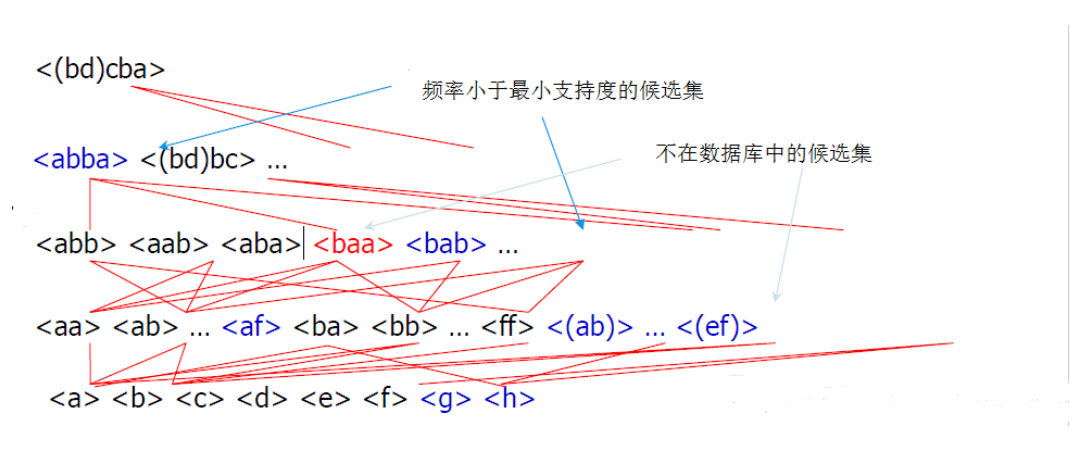 <(bd)cba>
频率小于最小支持度的候选集
<abba> <(bd)bc> ...
不在数据库中的候选集
<abb> <aab> <aba> <baa> <bab> ...
<aa> <ab> ... <af> <ba> <bb> ... <ff> <(ab)> ... <(ef)>
<a> <b> <c> <d> <e> <f> <g> <h>